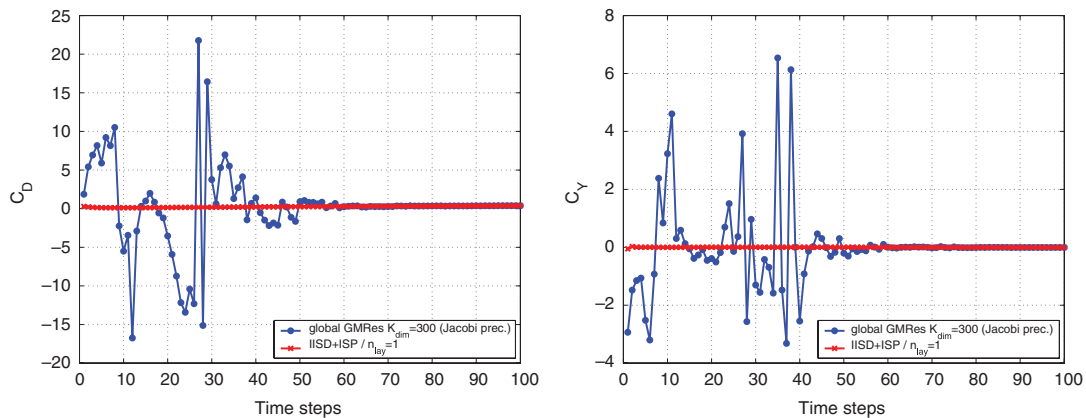 25
20
15
10
5
0
−5
−10
−15
−20
C_D
0 10 20 30 40 50 60 70 80 90 100
Time steps
global GMRes K_dim=300 (Jacobi prec.)
IISD+ISP / n_lay=1
8
6
4
2
0
−2
−4
C_Y
0 10 20 30 40 50 60 70 80 90 100
Time steps
global GMRes K_dim=300 (Jacobi prec.)
IISD+ISP / n_lay=1